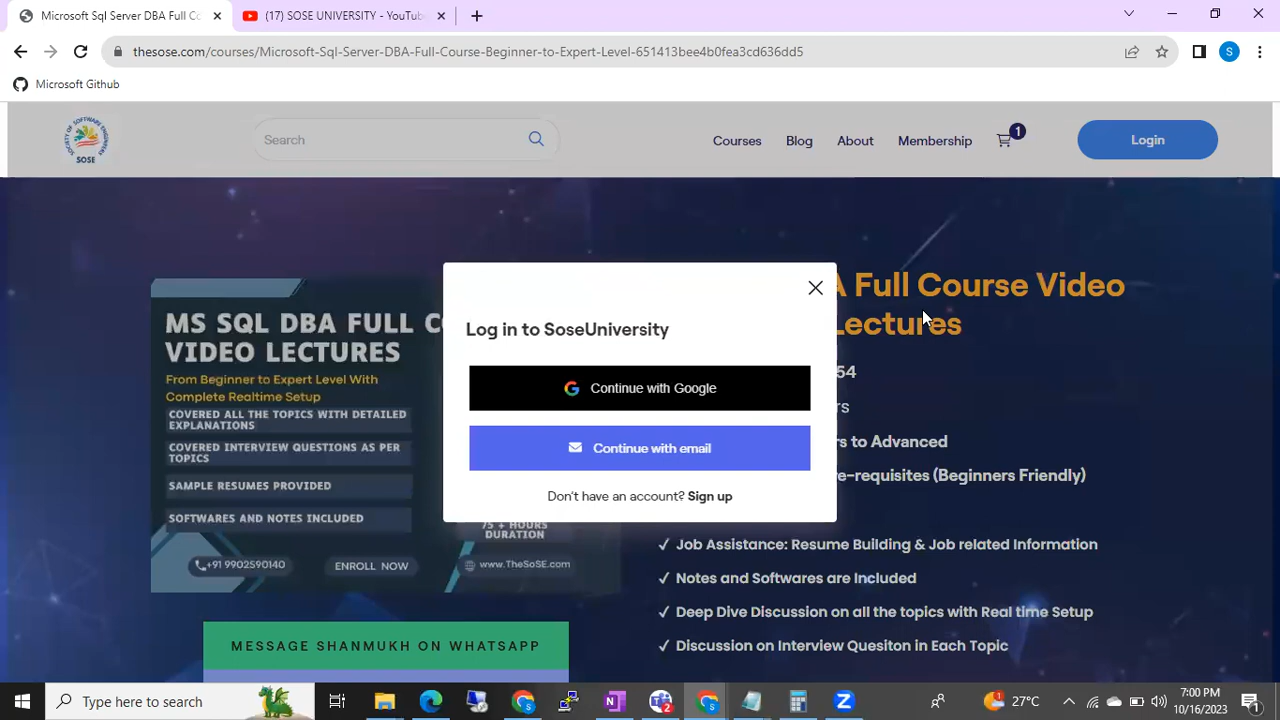 Microsoft Sql Server DBA Full Co
(17) SOSE UNIVERSITY - YouTube
thesose.com/courses/Microsoft-Sql-Server-DBA-Full-Course-Beginner-to-Expert-Level-651413bee4b0fea3cd636dd5
S
Microsoft Github
SOCIETY OF SOFTWARE ENGINEERS
SOSE
Search
Courses
Blog
About
Membership
1
Login
Full Course Video
Lectures
MS SQL DBA FULL
VIDEO LECTURES
From Beginner to Expert Level With
Complete Realtime Setup
COVERED ALL THE TOPICS WITH DETAILED
EXPLANATIONS
COVERED INTERVIEW QUESTIONS AS PER
TOPICS
SAMPLE RESUMES PROVIDED
SOFTWARES AND NOTES INCLUDED
75 + HOURS
DURATION
+91 9902590140
ENROLL NOW
www.TheSoSE.com
Log in to SoseUniversity
Continue with Google
Continue with email
Don't have an account? Sign up
54
rs
to Advanced
e-requisites (Beginners Friendly)
✓ Job Assistance: Resume Building & Job related Information
✓ Notes and Softwares are Included
✓ Deep Dive Discussion on all the topics with Real time Setup
✓ Discussion on Interview Quesiton in Each Topic
MESSAGE SHANMUKH ON WHATSAPP
Type here to search
27°C
7:00 PM
10/16/2023